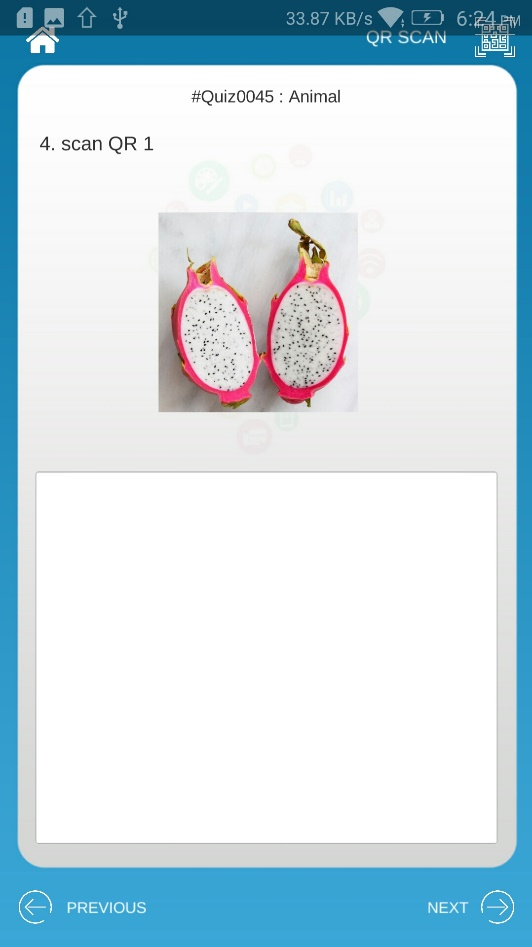 33.87 KB/s 6:24 PM
QR SCAN
#Quiz0045 : Animal
4. scan QR 1
PREVIOUS
NEXT